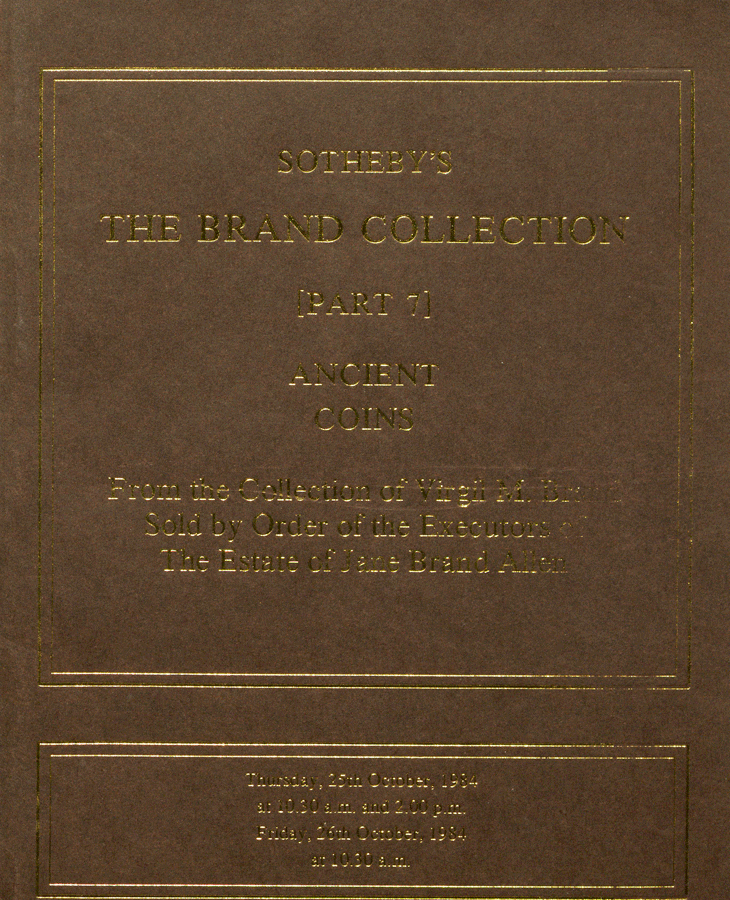 SOTHEBY'S
THE BRAND COLLECTION
[PART 7]
ANCIENT
COINS
From the Collection of Virgil M. Brand
Sold by Order of the Executors of
The Estate of Jane Brand Allen
Thursday, 25th October, 1984
at 10.30 a.m. and 2.00 p.m.
Friday, 26th October, 1984
at 10.30 a.m.